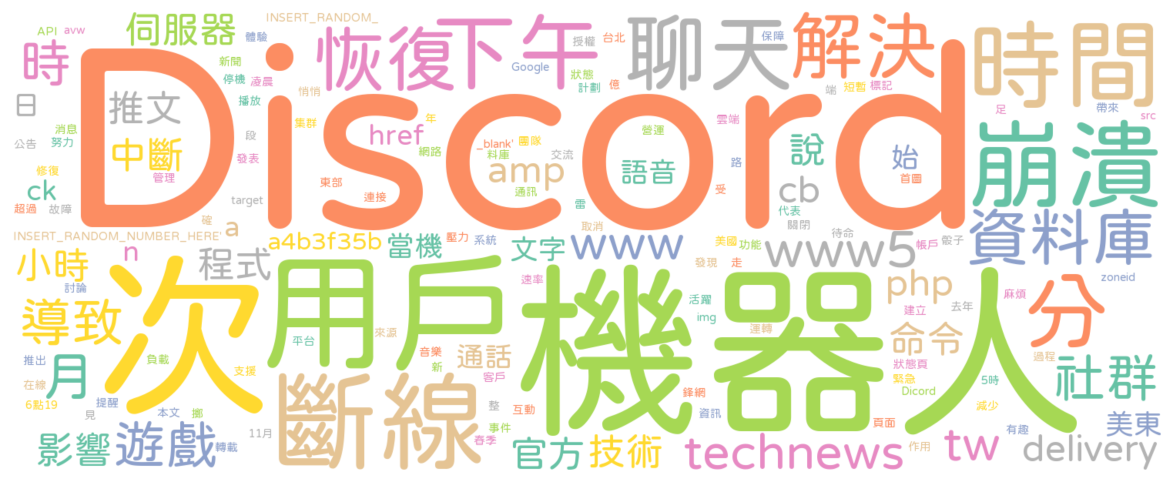 INSERT_RANDOM_
API
avw
伺服器
體驗
恢復
下午
授權
台北
聊天
保障
解決
時間
時
新聞
停機
凌晨
Google
狀態
計劃
億
端
短暫
標記
日
推文
播放
悄悄
Discord
足
帶來
公告
消息
努力
中斷
段
集群
href
年
網路
_blank'
團隊
料庫
交流
營運
雲端
說
始
src
崩潰
修復
發表
管理
東部
連接
amp
通訊
語音
路
首圖
ck
超過
故障
target
確
雷
受
cb
代表
INSERT_RANDOM_NUMBER_HERE'
a
a4b3f35b
當機
壓力
系統
文字
取消
www
美國
功能
關閉
待命
www5
帳戶
骰子
資料庫
小時
討論
n
程式
次
用戶
機器人
速率
發現
走
php
建立
去年
麻煩
zoneid
導致
平台
來源
活躍
img
運轉
命令
5時
分
推出
月
負載
支援
音樂
新
通話
客戶
狀態頁
緊急
Dicord
減少
過程
社群
在線
6點19
提醒
見
本文
擲
斷線
整
互動
鋒網
資訊
頁面
有趣
美東
影響
遊戲
轉載
11月
春季
事件
官方
技術
technews
作用
tw
delivery